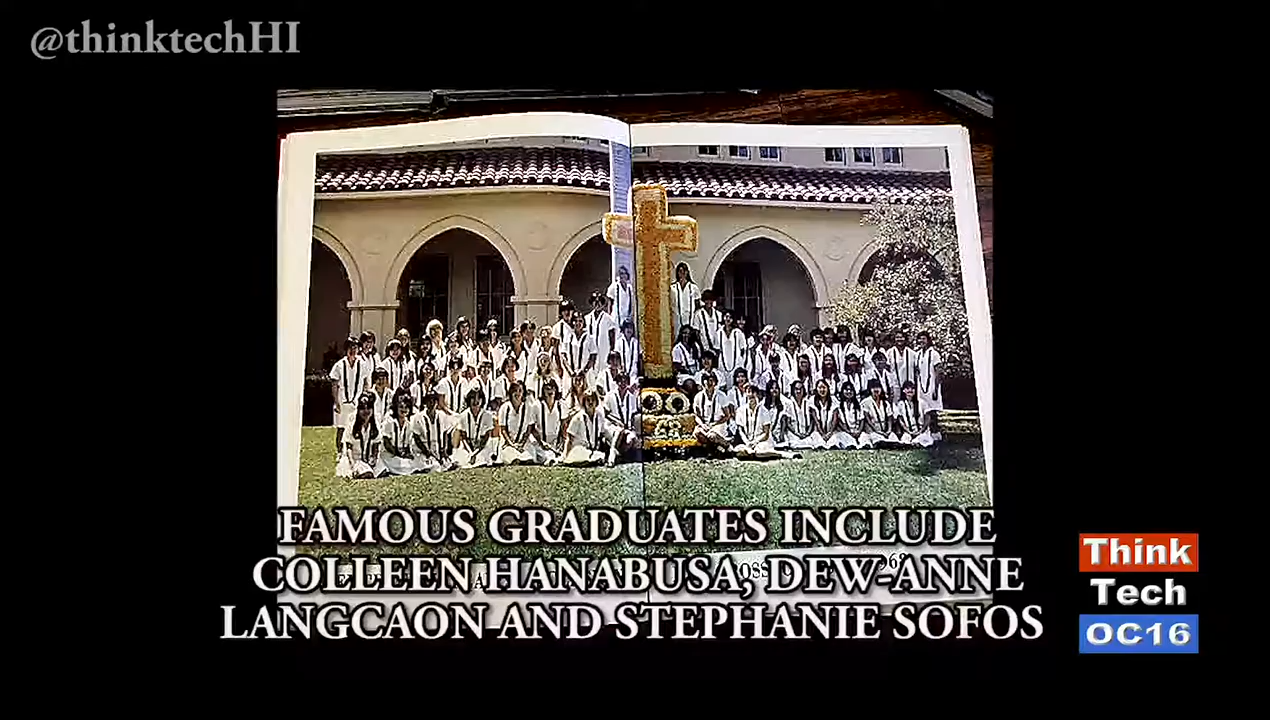 @thinktechHI
FAMOUS GRADUATES INCLUDE
COLLEEN HANABUSA, DEW-ANNE
LANGCAON AND STEPHANIE SOFOS
Think
Tech
OC16